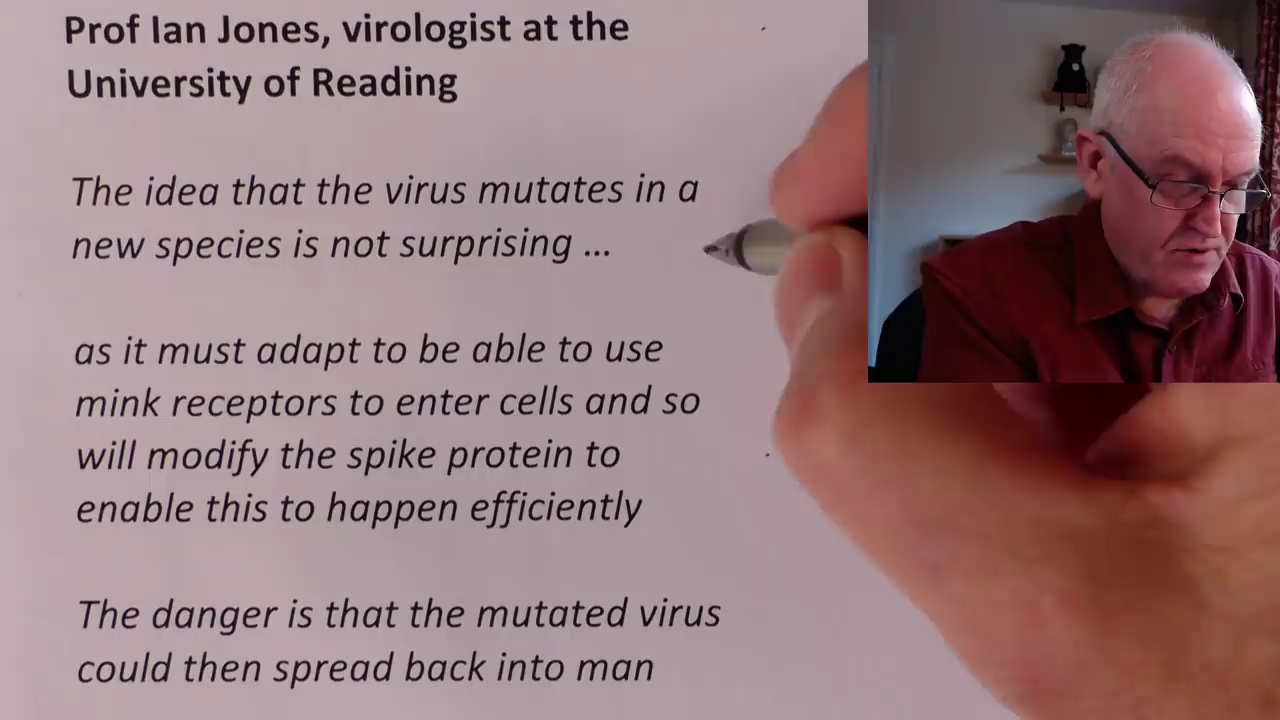 Prof Ian Jones, virologist at the
University of Reading
The idea that the virus mutates in a
new species is not surprising ...
as it must adapt to be able to use
mink receptors to enter cells and so
will modify the spike protein to
enable this to happen efficiently
The danger is that the mutated virus
could then spread back into man